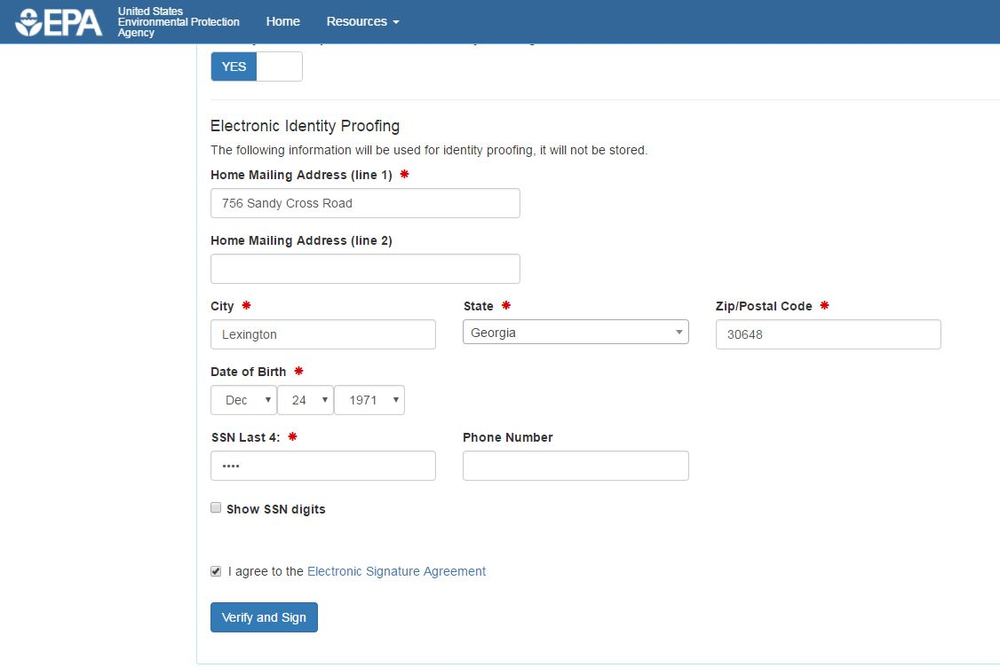 EPA
United States
Environmental Protection
Agency
Home
Resources
YES
Electronic Identity Proofing
The following information will be used for identity proofing, it will not be stored.
Home Mailing Address (line 1) *
756 Sandy Cross Road
Home Mailing Address (line 2)
City * State * Zip/Postal Code *
Lexington Georgia 30648
Date of Birth *
Dec 24 1971
SSN Last 4: * Phone Number
••••
Show SSN digits
I agree to the Electronic Signature Agreement
Verify and Sign